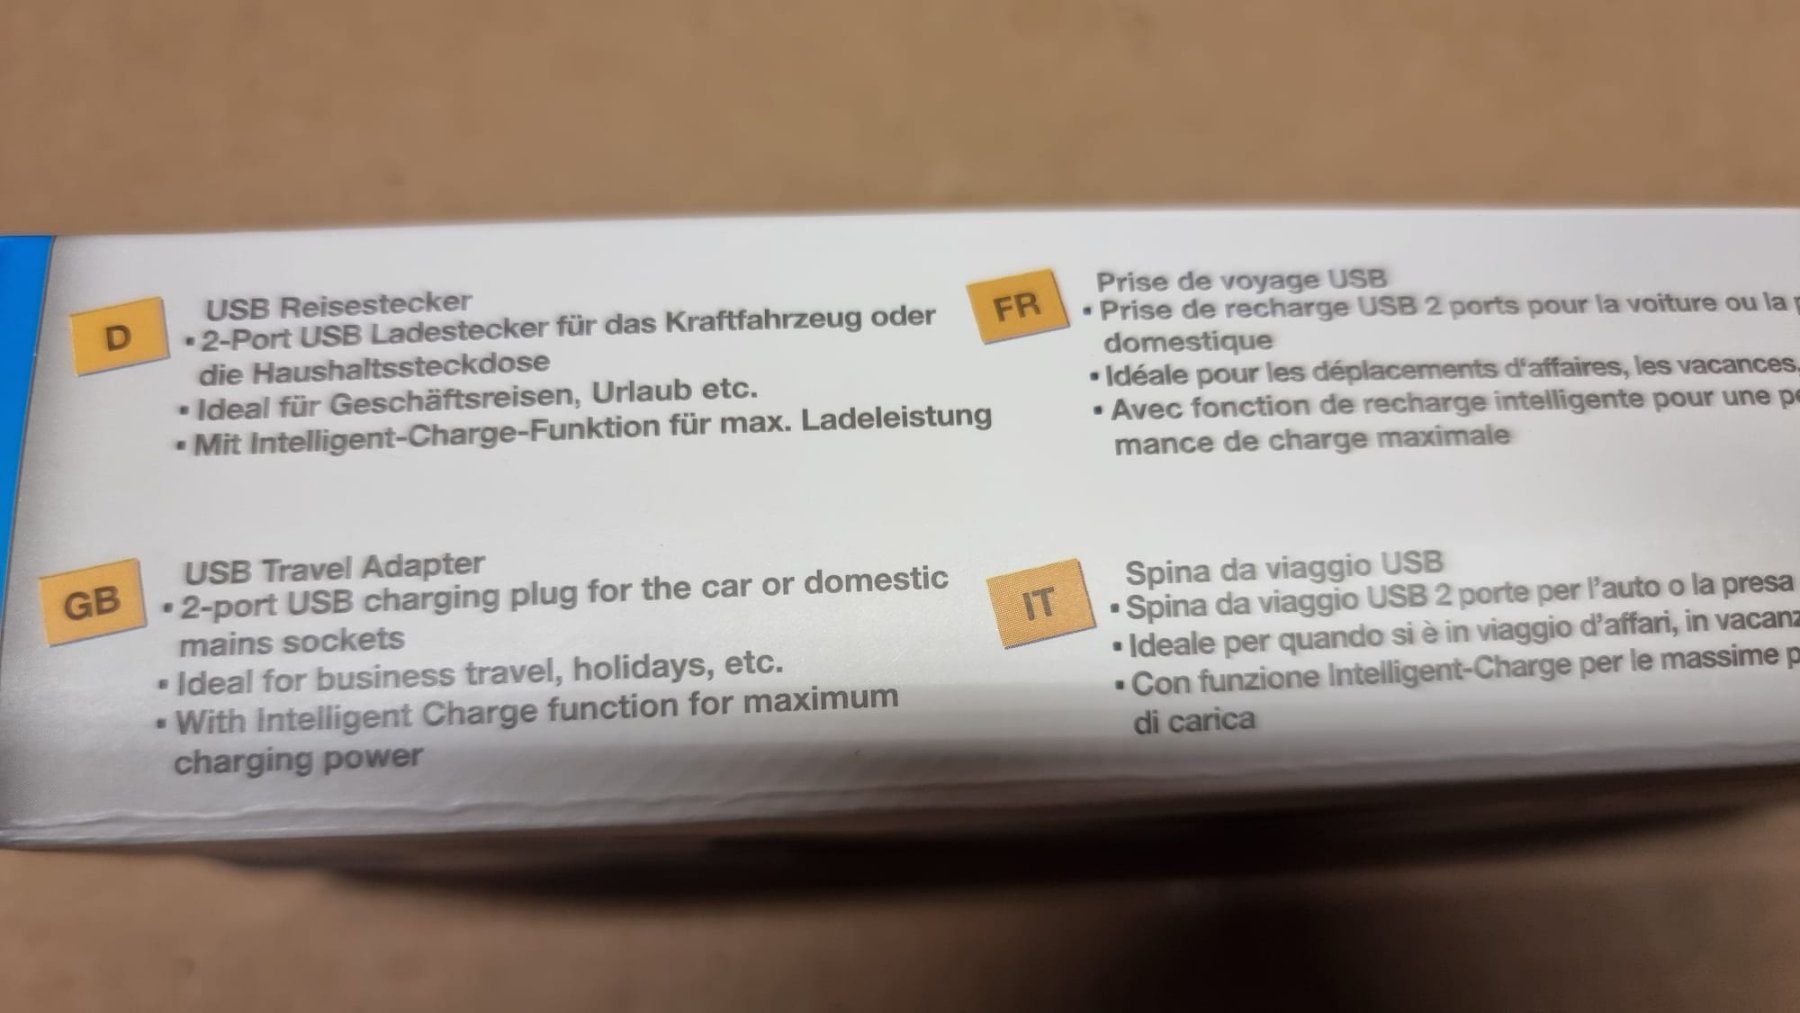 D
USB Reisestecker
▪ 2-Port USB Ladestecker für das Kraftfahrzeug oder
die Haushaltssteckdose
▪ Ideal für Geschäftsreisen, Urlaub etc.
▪ Mit Intelligent-Charge-Funktion für max. Ladeleistung
FR
Prise de voyage USB
▪ Prise de recharge USB 2 ports pour la voiture ou la
domestique
▪ Idéale pour les déplacements d'affaires, les vacances,
▪ Avec fonction de recharge intelligente pour une
mance de charge maximale
GB
USB Travel Adapter
▪ 2-port USB charging plug for the car or domestic
mains sockets
▪ Ideal for business travel, holidays, etc.
▪ With Intelligent Charge function for maximum
charging power
IT
Spina da viaggio USB
▪ Spina da viaggio USB 2 porte per l'auto o la presa
▪ Ideale per quando si è in viaggio d'affari, in
▪ Con funzione Intelligent-Charge per le massime
di carica